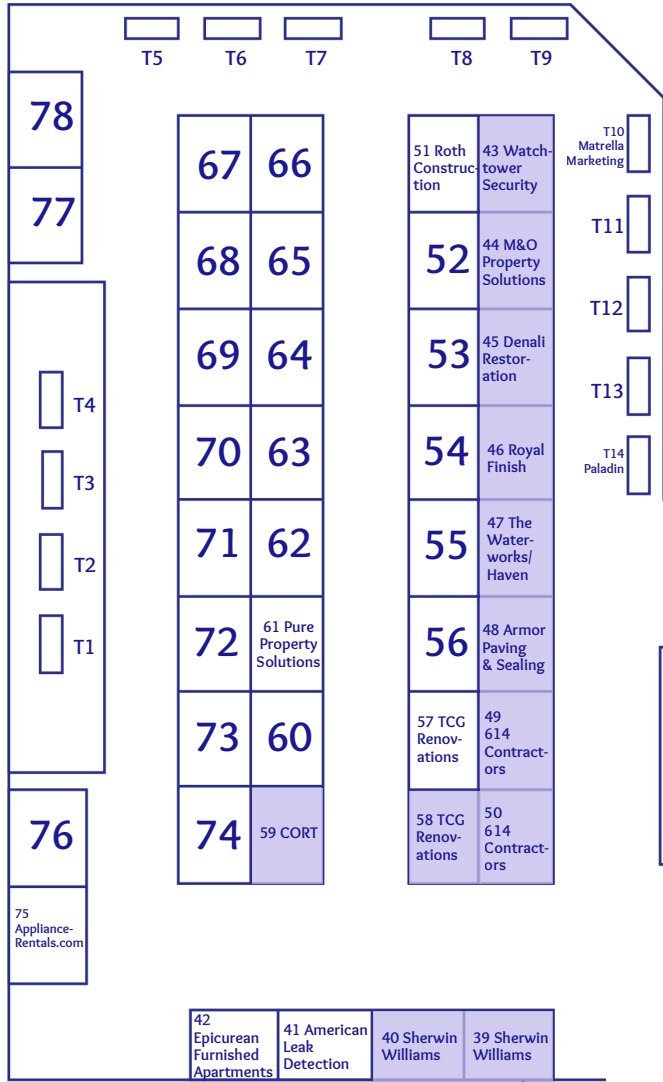 T5
T6
T7
T8
T9
78
77
T4
T3
T2
T1
76
75
Appliance-
Rentals.com
67
66
68
65
69
64
70
63
71
62
72
61 Pure
Property
Solutions
73
60
74
59 CORT
51 Roth
Construc-
tion
43 Watch-
tower
Security
52
44 M&O
Property
Solutions
53
45 Denali
Restor-
ation
54
46 Royal
Finish
55
47 The
Water-
works/
Haven
56
48 Armor
Paving
& Sealing
57 TCG
Renov-
ations
49
614
Contract-
ors
58 TCG
Renov-
ations
50
614
Contract-
ors
T10
Matrella
Marketing
T11
T12
T13
T14
Paladin
42
Epicurean
Furnished
Apartments
41 American
Leak
Detection
40 Sherwin
Williams
39 Sherwin
Williams